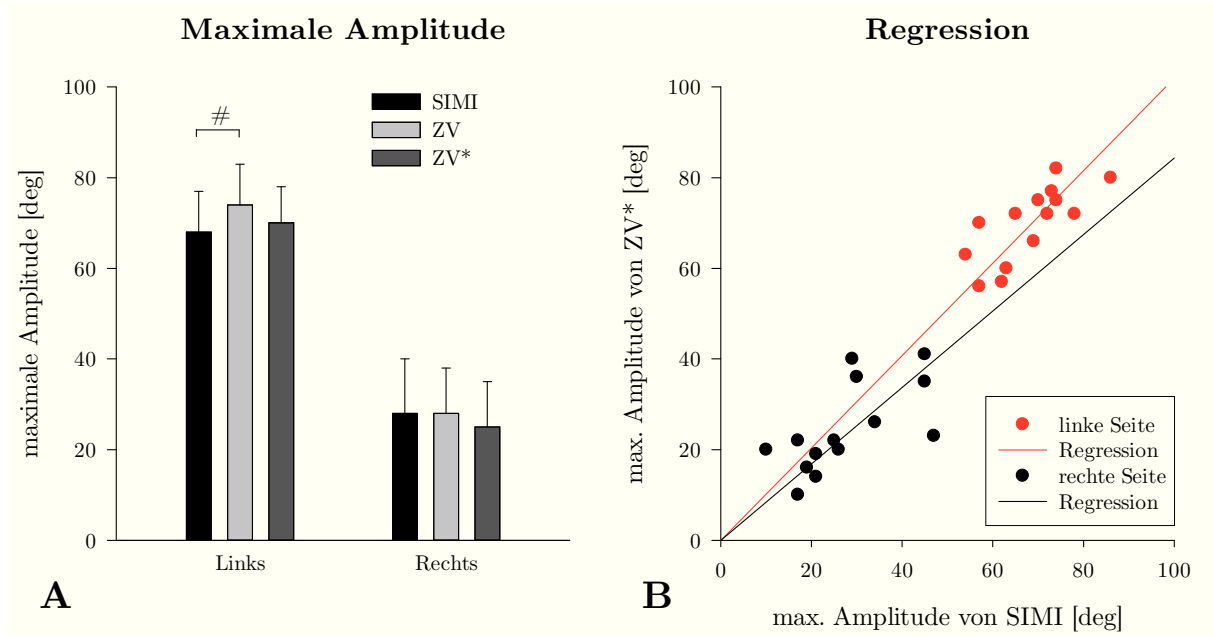 Maximale Amplitude
maximale Amplitude [deg]
100
80
60
40
20
0
#
SIMI
ZV
ZV*
Links
Rechts
A
Regression
max. Amplitude von ZV* [deg]
100
80
60
40
20
0
linke Seite
Regression
rechte Seite
Regression
0 20 40 60 80 100
max. Amplitude von SIMI [deg]
B